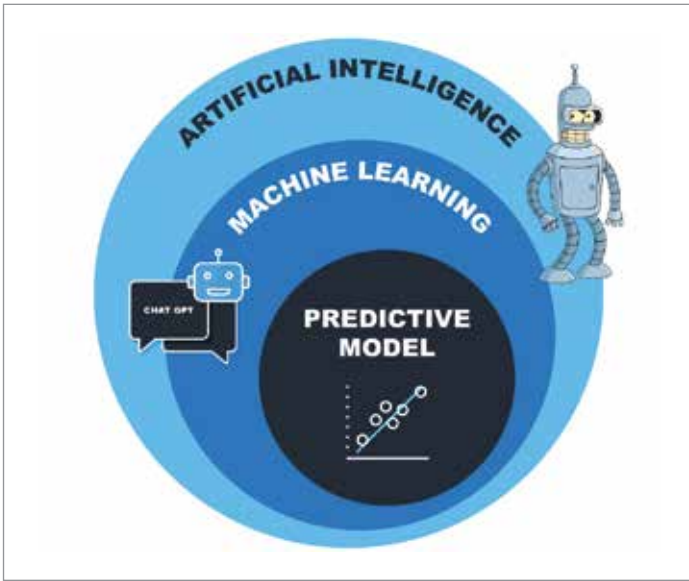 ARTIFICIAL INTELLIGENCE
MACHINE LEARNING
CHAT GPT
PREDICTIVE
MODEL